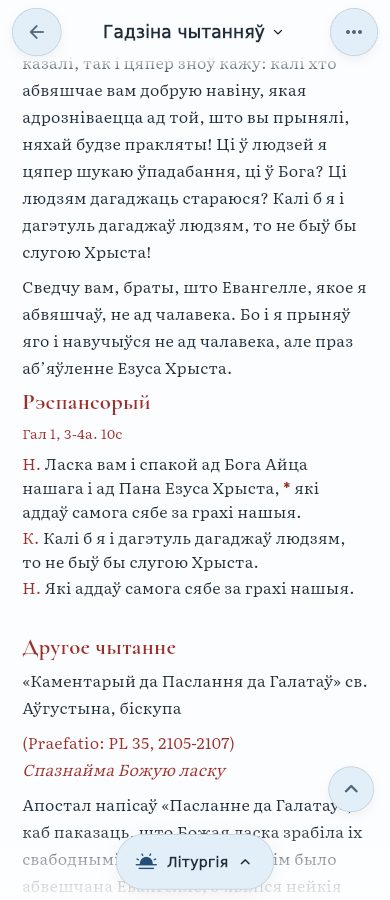 Гадзіна чытанняў
казалі, так і цяпер зноў кажу: калі хто
абвяшчае вам добрую навіну, якая
адрозніваецца ад той, што вы прынялі,
няхай будзе пракляты! Ці ў людзей я
цяпер шукаю ўпадабання, ці ў Бога? Ці
людзям дагаджаць стараюся? Калі б я і
дагэтуль дагаджаў людзям, то не быў бы
слугою Хрыста!
Сведчу вам, браты, што Евангелле, якое я
абвяшчаў, не ад чалавека. Бо і я прыняў
яго і навучыўся не ад чалавека, але праз
аб’яўленне Езуса Хрыста.
Рэспансорый
Гал 1, 3-4а. 10с
Н. Ласка вам і спакой ад Бога Айца
нашага і ад Пана Езуса Хрыста, * які
аддаў самога сябе за грахі нашыя.
К. Калі б я і дагэтуль дагаджаў людзям,
то не быў бы слугою Хрыста.
Н. Які аддаў самога сябе за грахі нашыя.
Другое чытанне
«Каментарый да Паслання да Галатаў» св.
Аўгустына, біскупа
(Praefatio: PL 35, 2105-2107)
Спазнайма Божую ласку
Апостал напісаў «Пасланне да Галатаў
каб паказаць, што Божая ласка зрабіла іх
свабоднымі ім было
абвешчана нейкія
Літургія